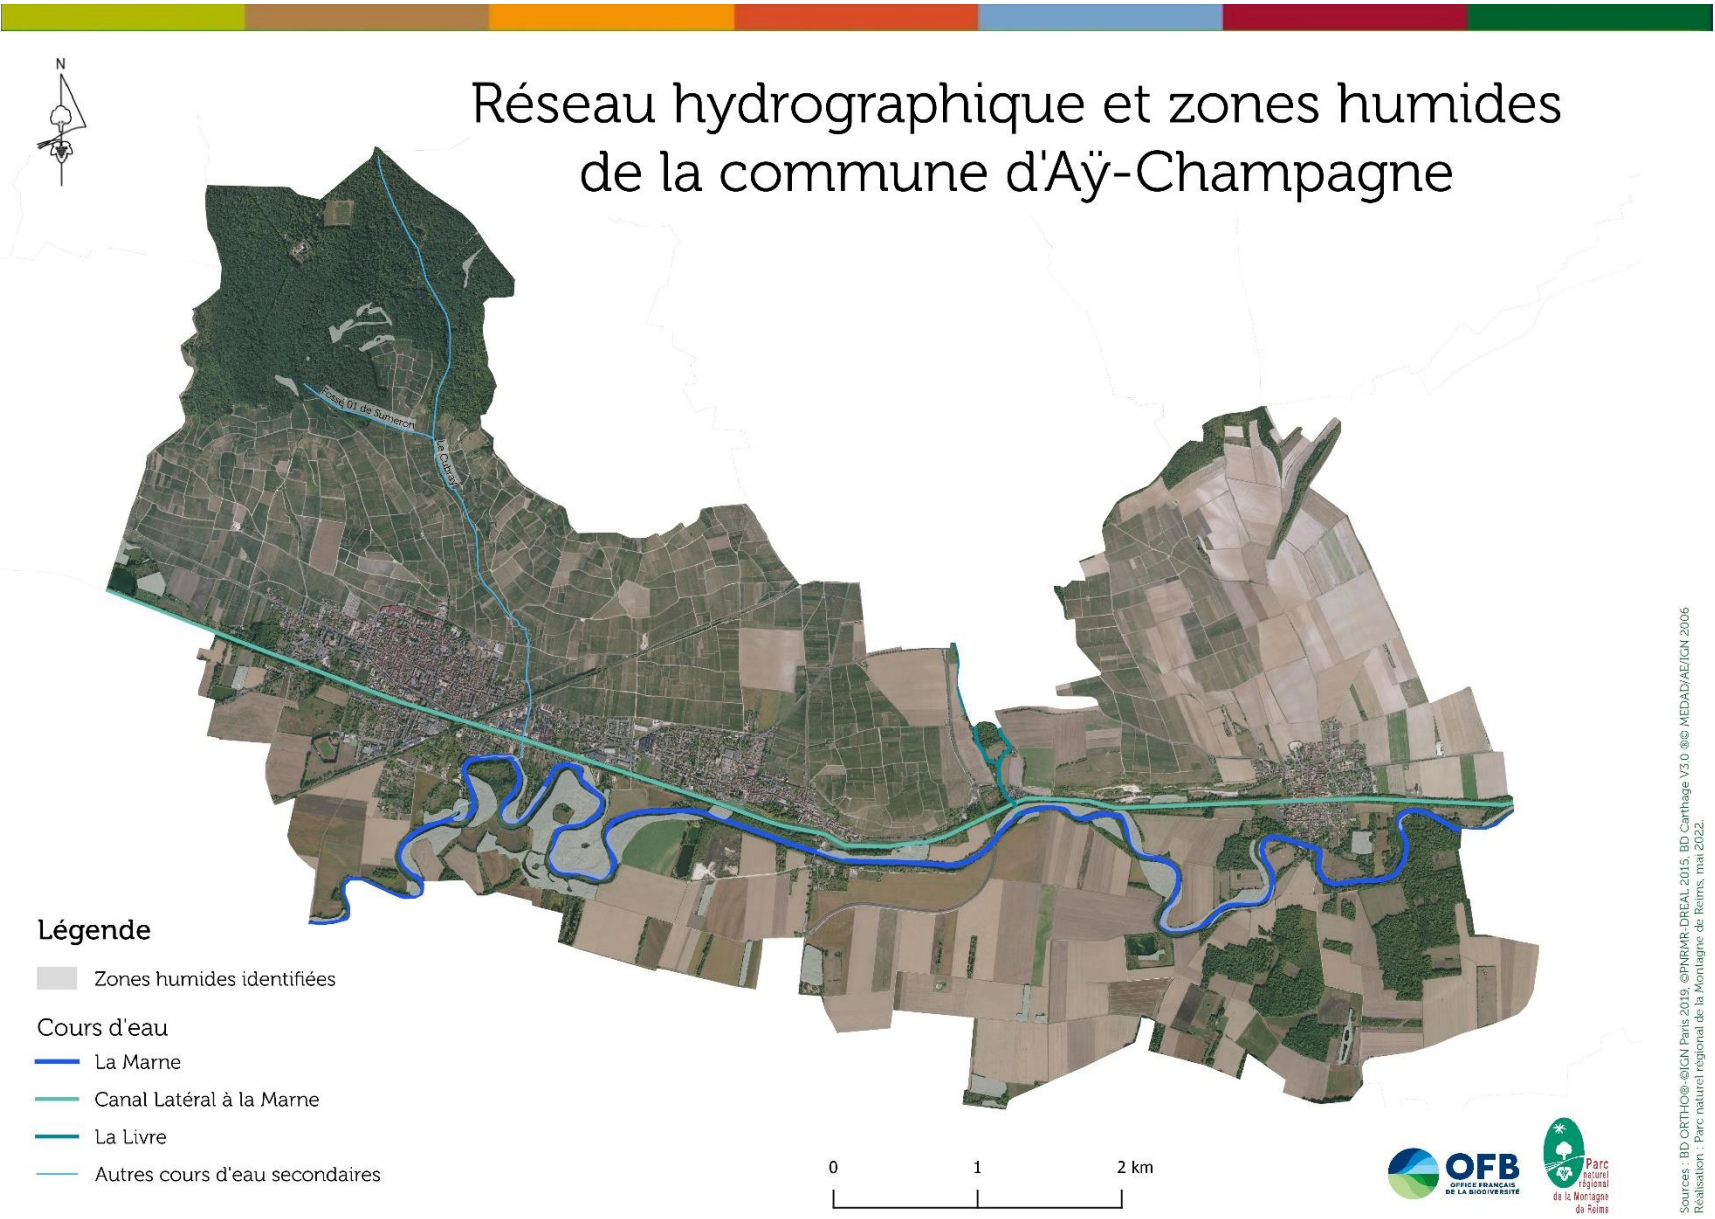 N
Réseau hydrographique et zones humides
de la commune d'Aÿ-Champagne
Fossé 01 de Sumeron
Le Cubray
Légende
Zones humides identifiées
Cours d'eau
La Marne
Canal Latéral à la Marne
La Livre
Autres cours d'eau secondaires
0 1 2 km
OFB
OFFICE FRANÇAIS
DE LA BIODIVERSITÉ
Parc
naturel
régional
de la Montagne
de Reims
Sources : BD ORTHO®-©IGN Paris 2019, ©PNRMR-DREAL 2015, BD Carthage V3.0 ®© MEDAD/AE/IGN 2006
Réalisation : Parc naturel régional de la Montagne de Reims, mai 2022.